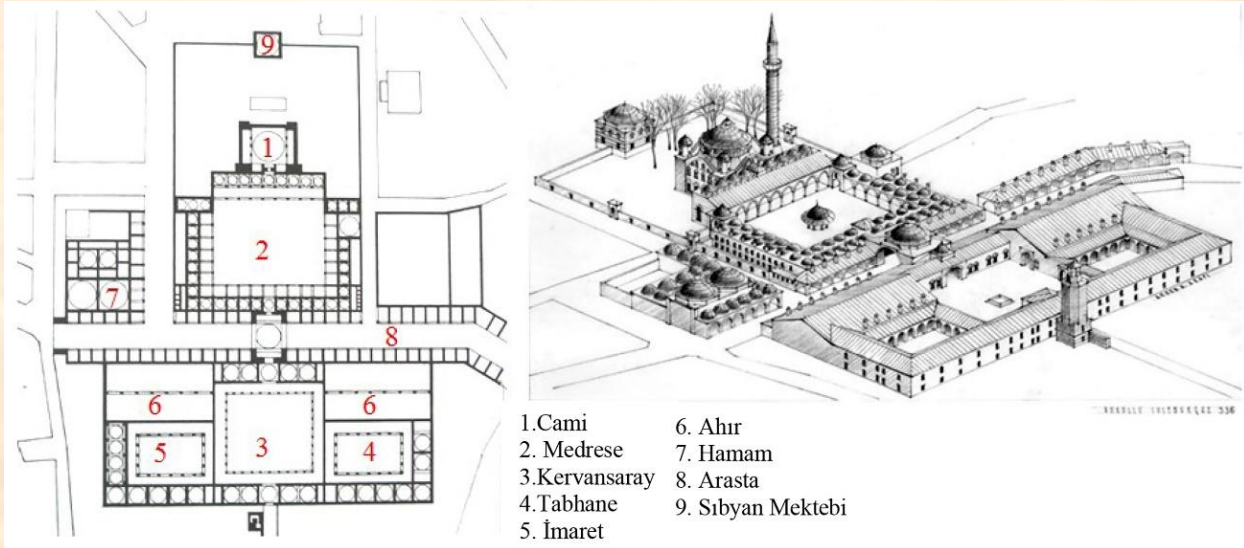 9
1
2
7
8
6
6
5
3
4
1.Cami
2. Medrese
3.Kervansaray
4.Tabhane
5. İmaret
6. Ahır
7. Hamam
8. Arasta
9. Sıbyan Mektebi